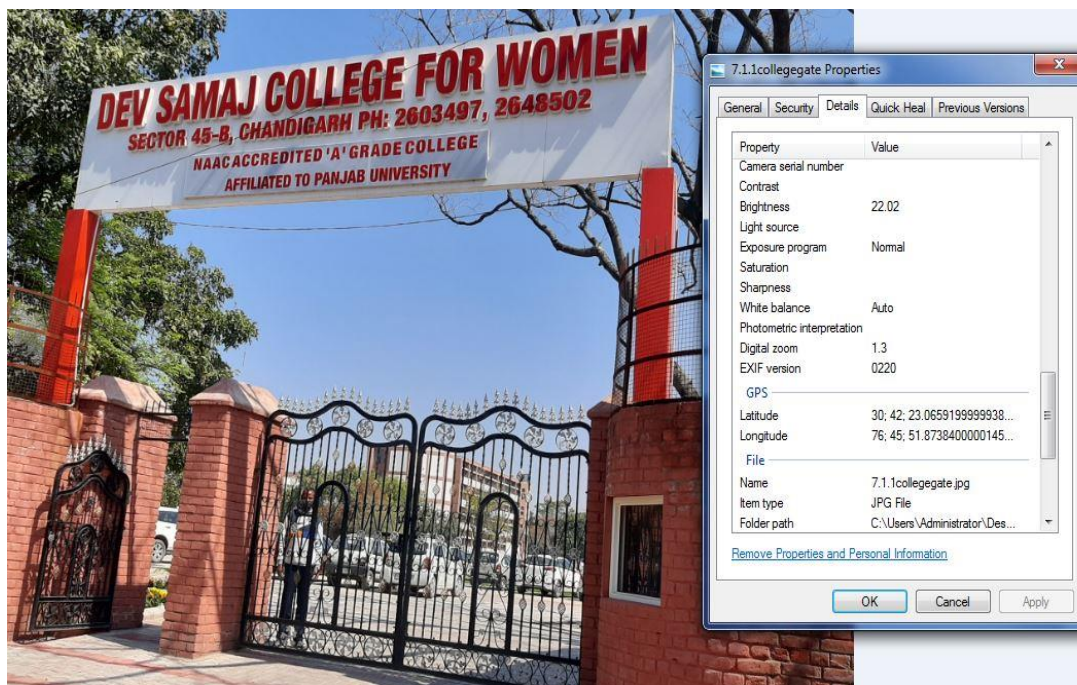 DEV SAMAJ COLLEGE FOR WOMEN
SECTOR 45-B, CHANDIGARH PH: 2603497, 2648502
NAAC ACCREDITED 'A' GRADE COLLEGE
AFFILIATED TO PANJAB UNIVERSITY
7.1.1collegegate Properties
General Security Details Quick Heal Previous Versions
Property Value
Camera serial number
Contrast
Brightness 22.02
Light source
Exposure program Normal
Saturation
Sharpness
White balance Auto
Photometric interpretation
Digital zoom 1.3
EXIF version 0220
GPS
Latitude 30; 42; 23.0659199999938...
Longitude 76; 45; 51.8738400000145...
File
Name 7.1.1collegegate.jpg
Item type JPG File
Folder path C:\Users\Administrator\Des...
Remove Properties and Personal Information
OK Cancel Apply